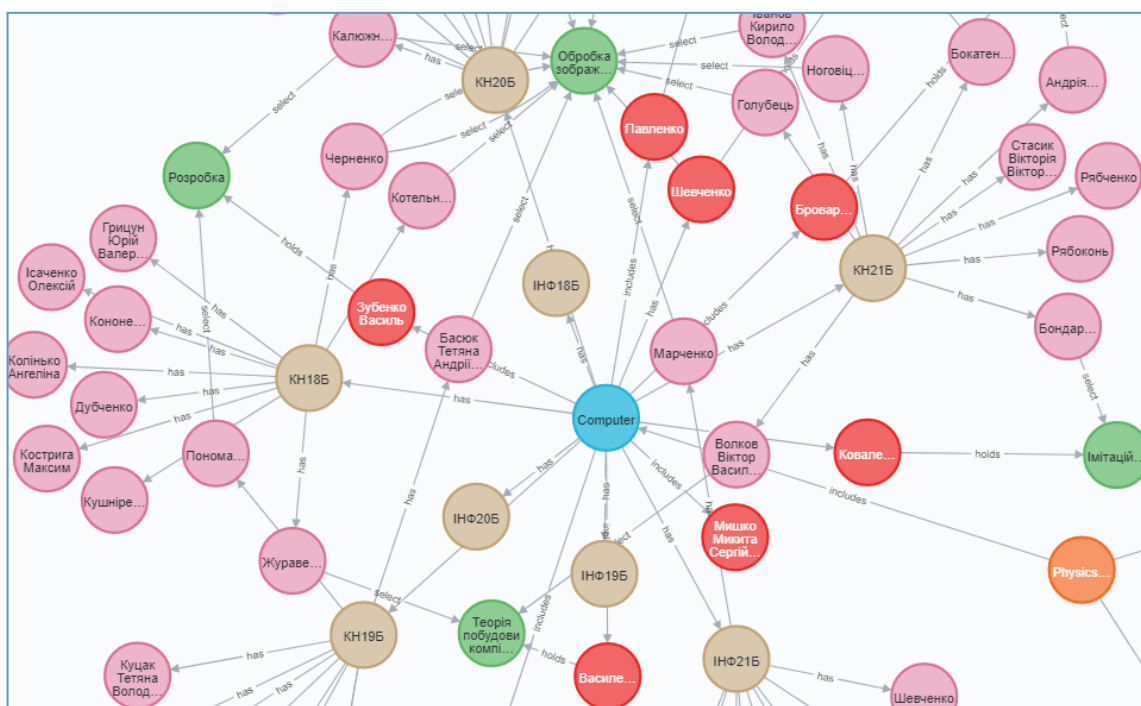 Іванов
Кирило
Волод...
Калюжн...
select
select
has
КН20Б
Обробка
зображ...
select
select
select
holds
Ноговіц...
holds
Бокатен...
select
Андрія...
Голубець
select
Павленко
select
select
Черненко
has
has
has
Стасик
Вікторія
Віктор...
Розробка
Котельн...
select
Шевченко
Бровар...
has
has
Рябченко
Грицун
Юрій
Валер...
holds
has
select
has
КН21Б
has
Рябоконь
Ісаченко
Олексій
has
ІНФ18Б
includes
has
Зубенко
Василь
Кононе...
has
select
Бондар...
has
has
Басюк
Тетяна
Андрії...
includes
has
Марченко
includes
has
has
Колінько
Ангеліна
has
КН18Б
has
select
has
Дубченко
has
Computer
Кострига
Максим
Понома...
has
Волков
Віктор
Васил...
Ковале...
holds
Імітацій...
has
includes
includes
Кушніре...
ІНФ20Б
has
has
Мишко
Микита
Сергій...
select
has
Жураве...
ІНФ19Б
Physics...
select
includes
Теорія
побудови
компі...
КН19Б
has
holds
Василе...
ІНФ21Б
Куцак
Тетяна
Волод...
has
Шевченко